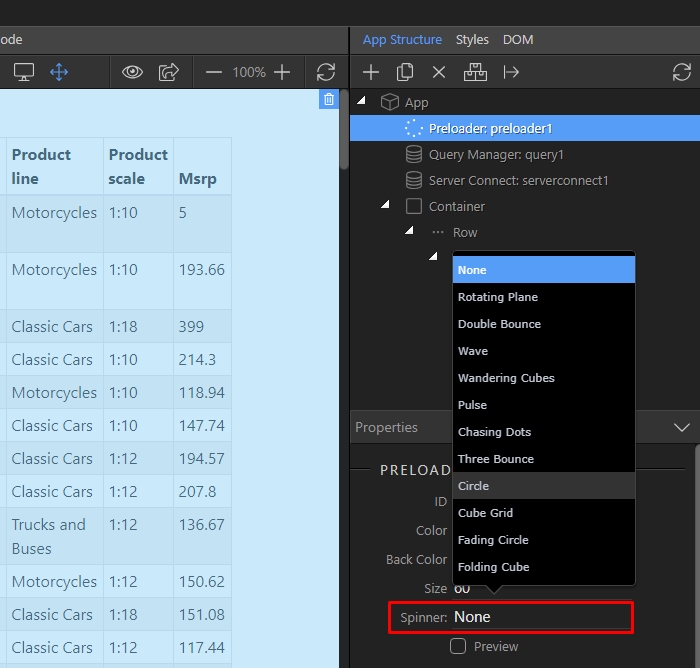 ode
App Structure Styles DOM
100%
App
Preloader: preloader1
Query Manager: query1
Server Connect: serverconnect1
Container
Row
Product line Product scale Msrp
Motorcycles 1:10 5
Motorcycles 1:10 193.66
Classic Cars 1:18 399
Classic Cars 1:10 214.3
Motorcycles 1:10 118.94
Classic Cars 1:10 147.74
Classic Cars 1:12 194.57
Classic Cars 1:12 207.8
Trucks and Buses 1:12 136.67
Motorcycles 1:12 150.62
Classic Cars 1:18 151.08
Classic Cars 1:12 117.44
None
Rotating Plane
Double Bounce
Wave
Wandering Cubes
Pulse
Chasing Dots
Three Bounce
Circle
Cube Grid
Fading Circle
Folding Cube
Properties
PRELOAD
ID
Color
Back Color
Size 60
Spinner: None
Preview